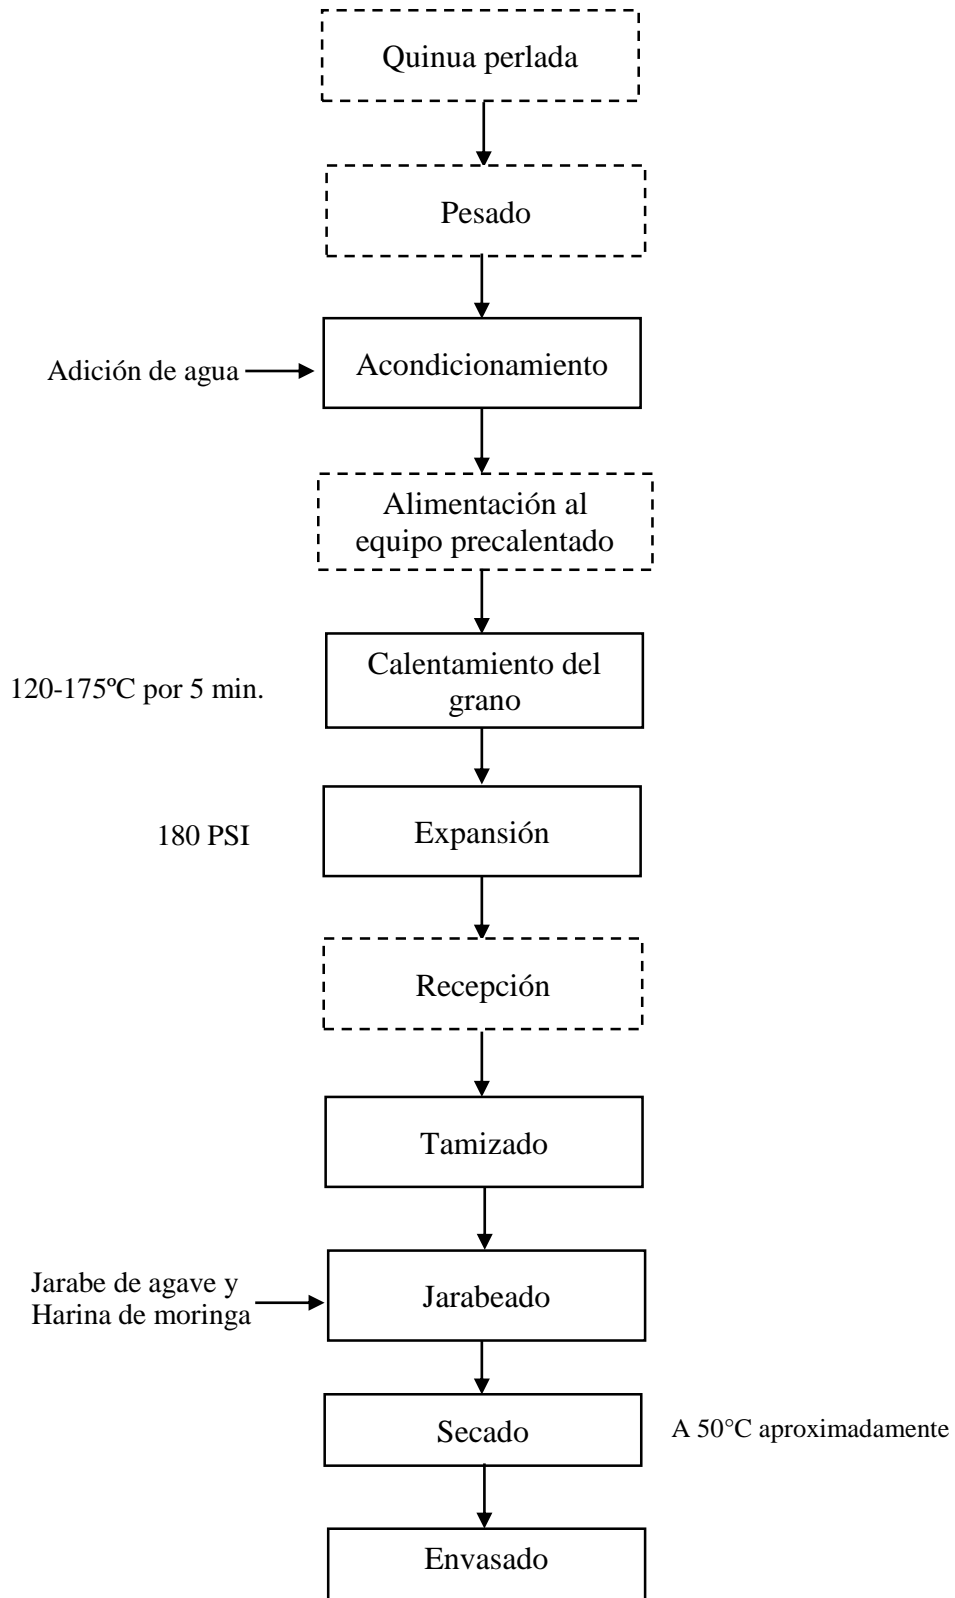 Quinua perlada
Pesado
Adición de agua
Acondicionamiento
Alimentación al
equipo precalentado
120-175ºC por 5 min.
Calentamiento del
grano
180 PSI
Expansión
Recepción
Tamizado
Jarabe de agave y
Harina de moringa
Jarabeado
Secado
A 50°C aproximadamente
Envasado